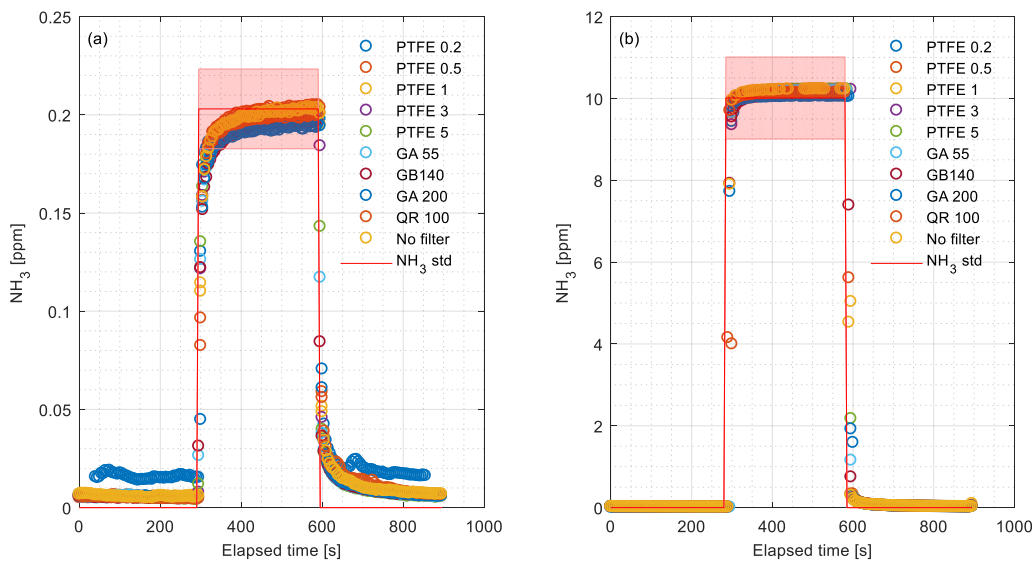 (a)
0.25
0.2
0.15
0.1
0.05
0
NH3 [ppm]
PTFE 0.2
PTFE 0.5
PTFE 1
PTFE 3
PTFE 5
GA 55
GB140
GA 200
QR 100
No filter
NH3 std
0 200 400 600 800 1000
Elapsed time [s]
(b)
12
10
8
6
4
2
0
NH3 [ppm]
PTFE 0.2
PTFE 0.5
PTFE 1
PTFE 3
PTFE 5
GA 55
GB140
GA 200
QR 100
No filter
NH3 std
0 200 400 600 800 1000
Elapsed time [s]